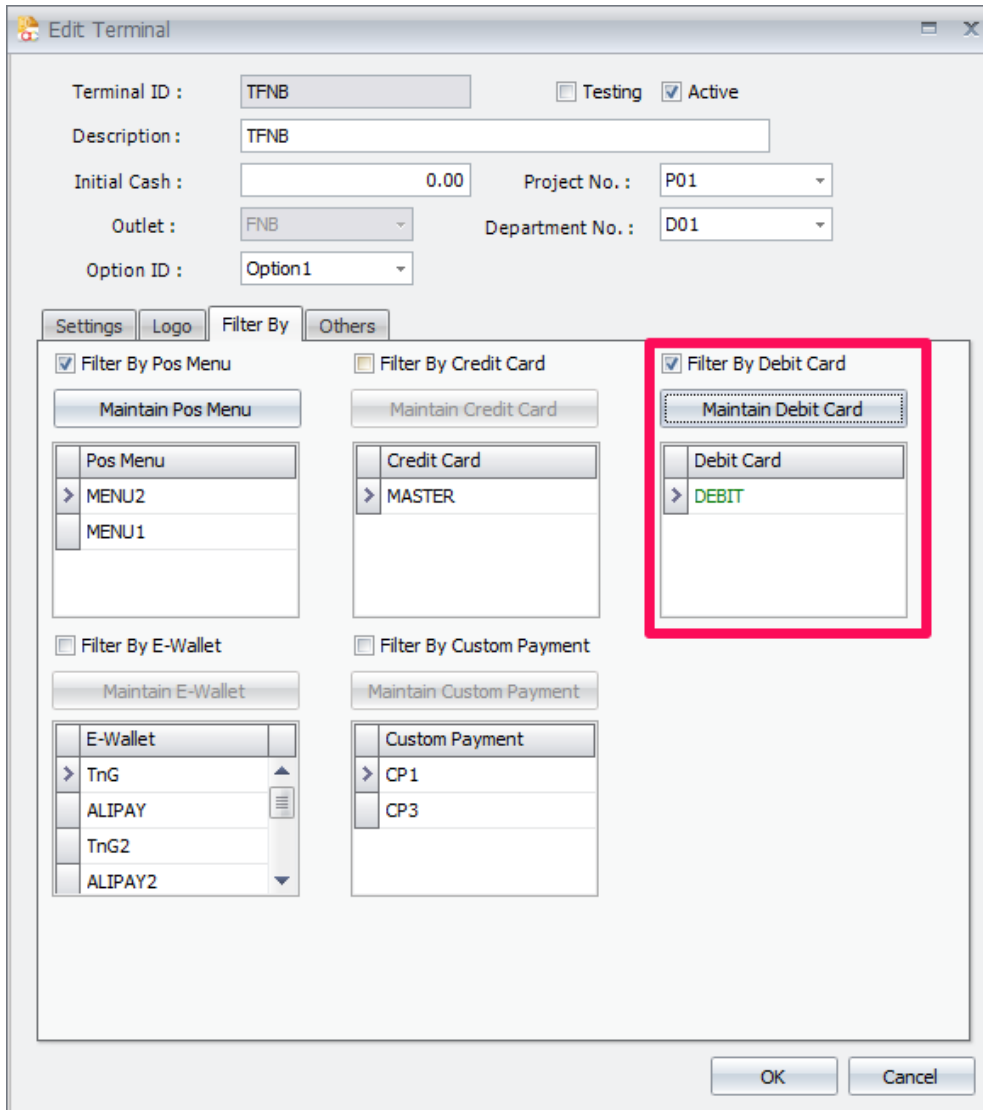 Edit Terminal
Terminal ID : TFNB Testing Active
Description : TFNB
Initial Cash : 0.00 Project No. : P01
Outlet : FNB Department No. : D01
Option ID : Option1
Settings Logo Filter By Others
Filter By Pos Menu Filter By Credit Card Filter By Debit Card
Maintain Pos Menu Maintain Credit Card Maintain Debit Card
Pos Menu Credit Card Debit Card
MENU2 MASTER DEBIT
MENU1
Filter By E-Wallet Filter By Custom Payment
Maintain E-Wallet Maintain Custom Payment
E-Wallet Custom Payment
TnG CP1
ALIPAY CP3
TnG2
ALIPAY2
OK Cancel